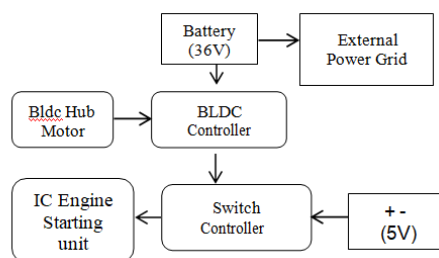 Battery
(36V)
External
Power Grid
Bldc Hub
Motor
BLDC
Controller
IC Engine
Starting
unit
Switch
Controller
+ -
(5V)